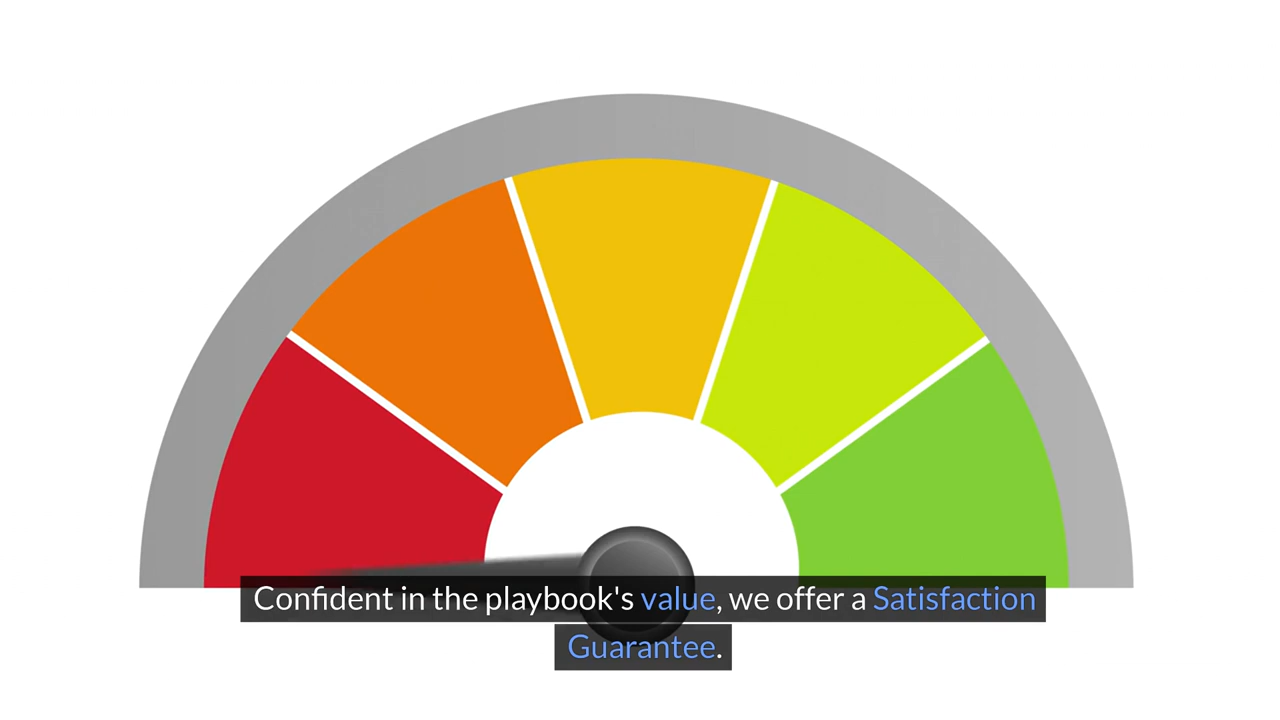 Confident in the playbook's value, we offer a Satisfaction
Guarantee.